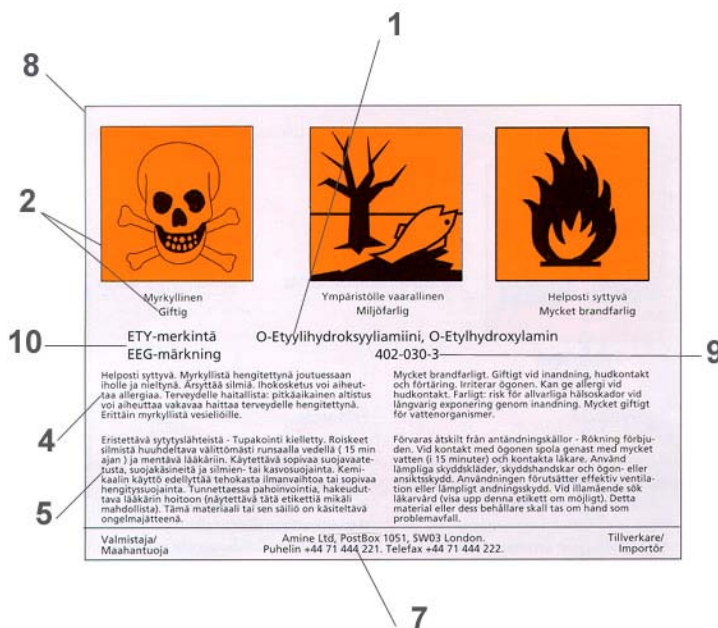 1
8
2
Myrkyllinen
Giftig
Ympäristölle vaarallinen
Miljöfarlig
Helposti syttyvä
Mycket brandfarlig
10
ETY-merkintä
EEG-märkning
O-Etyylihydroksyyliamiini, O-Etylhydroxylamin
402-030-3
9
4
Helposti syttyvä. Myrkyllistä hengitettynä joutuessaan
iholle ja nieltynä. Ärsyttää silmiä. Ihokosketus voi aiheut-
taa allergiaa. Terveydelle haitallista: pitkäaikainen altistus
voi aiheuttaa vakavaa haittaa terveydelle hengitettynä.
Erittäin myrkyllistä vesieliöille.
Mycket brandfarligt. Giftigt vid inandning, hudkontakt
och förtäring. Irriterar ögonen. Kan ge allergi vid
hudkontakt. Farligt: risk för allvarliga hälsoskador vid
långvarig exponering genom inandning. Mycket giftigt
för vattenorganismer.
5
Eristettävä sytytyslähteistä - Tupakointi kielletty. Roiskeet
silmistä huuhdeltava välittömästi runsaalla vedellä ( 15 min
ajan ) ja mentävä lääkäriin. Käytettävä sopivaa suojavaate-
tusta, suojakäsineitä ja silmien- tai kasvosuojainta. Kemi-
kaalin käyttö edellyttää tehokasta ilmanvaihtoa tai sopivaa
hengityssuojainta. Tunnettaessa pahoinvointia, hakeudut-
tava lääkärin hoitoon (näytettävä tätä etikettiä mikäli
mahdollista). Tämä materiaali tai sen säiliö on käsiteltävä
ongelmajätteenä.
Förvaras åtskilt från antändningskällor - Rökning förbju-
den. Vid kontakt med ögonen spola genast med mycket
vatten (i 15 minuter) och kontakta läkare. Använd
lämpliga skyddskläder, skyddshandskar och ögon- eller
ansiktsskydd. Användningen förutsätter effektiv ventila-
tion eller lämpligt andningsskydd. Vid illamående sök
läkarvård (visa upp denna etikett om möjligt). Detta
material eller dess behållare skall tas om hand som
problemavfall.
Valmistaja/
Maahantuoja
Amine Ltd, PostBox 1051, SW03 London.
Puhelin +44 71 444 221. Telefax +44 71 444 222.
Tillverkare/
Importör
7